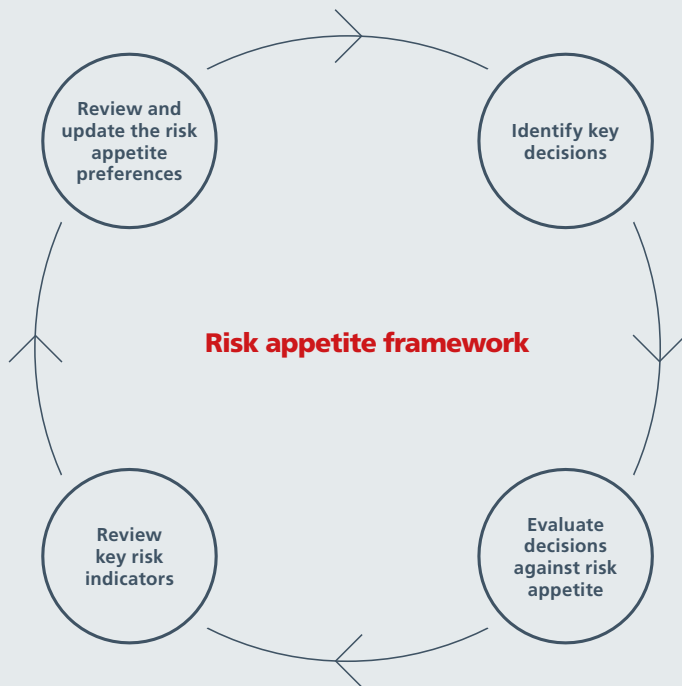 Review and
update the risk
appetite
preferences
Identify key
decisions
Risk appetite framework
Review
key risk
indicators
Evaluate
decisions
against risk
appetite